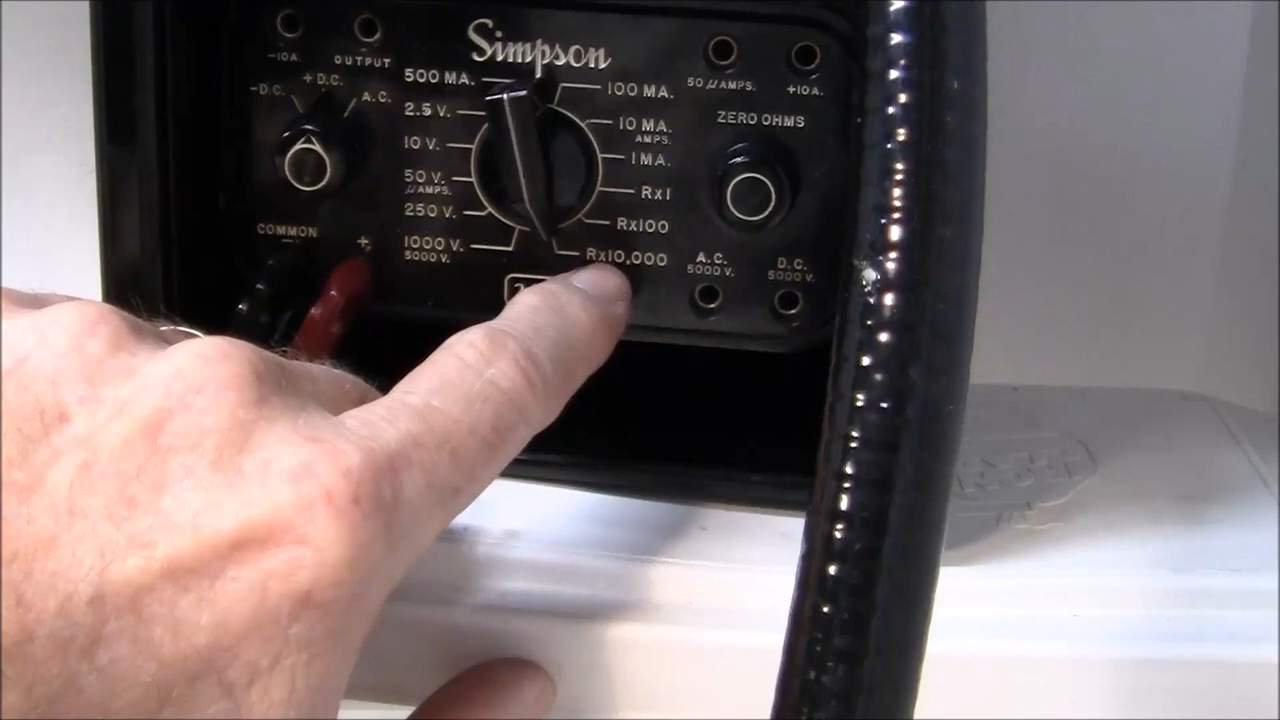 Simpson
-10A.
OUTPUT
-D.C.
+D.C.
A.C.
500 MA.
2.5 V.
10 V.
50 V.
µAMPS.
250 V.
1000 V.
5000 V.
100 MA.
10 MA.
AMPS.
1 MA.
Rx1
Rx100
Rx10,000
50 µAMPS.
+10A.
ZERO OHMS
COMMON
-
+
A.C.
5000 V.
D.C.
5000 V.